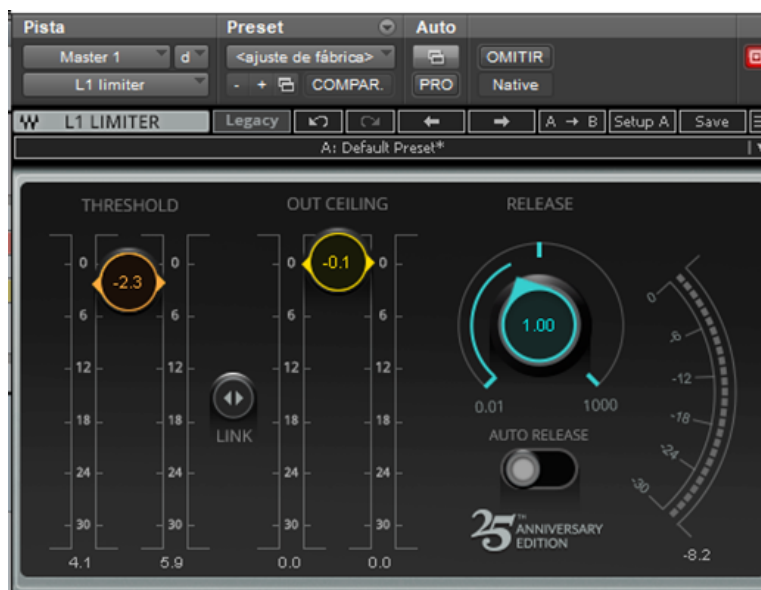 Pista Preset Auto
Master 1 d <ajuste de fábrica> OMITIR
L1 limiter - + COMPAR. PRO Native
L1 LIMITER Legacy A → B Setup A Save
A: Default Preset*
THRESHOLD OUT CEILING RELEASE
0 -2.3 0 0 -0.1 0
6 6 6 6 1.00
12 12 12 12
18 18 18 18
24 24 24 24
30 30 30 30
LINK
0.01 1000
AUTO RELEASE
0
-6
-12
-18
-24
-30
25TH ANNIVERSARY
EDITION
4.1 5.9 0.0 0.0 -8.2